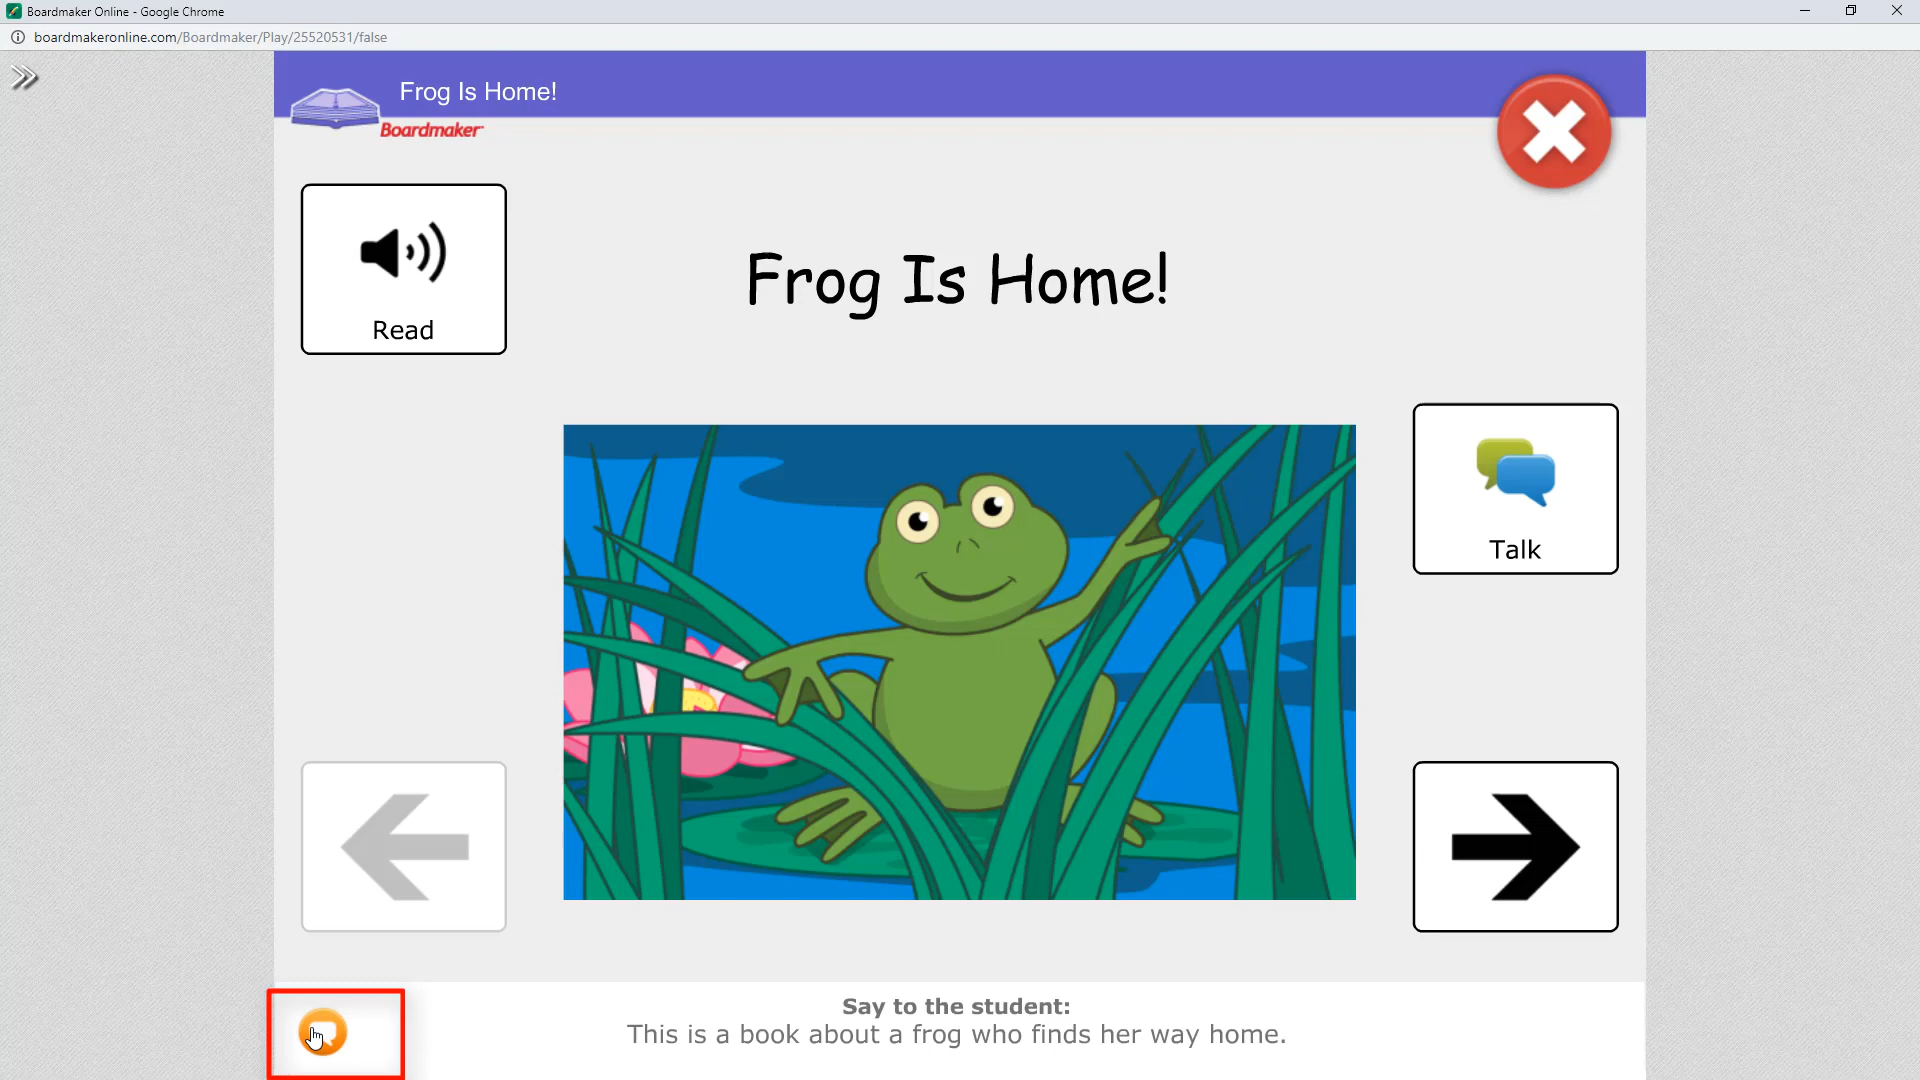 Boardmaker Online - Google Chrome
boardmakeronline.com/Boardmaker/Play/25520531/false
Frog Is Home!
Boardmaker
Read
Frog Is Home!
Talk
Say to the student:
This is a book about a frog who finds her way home.